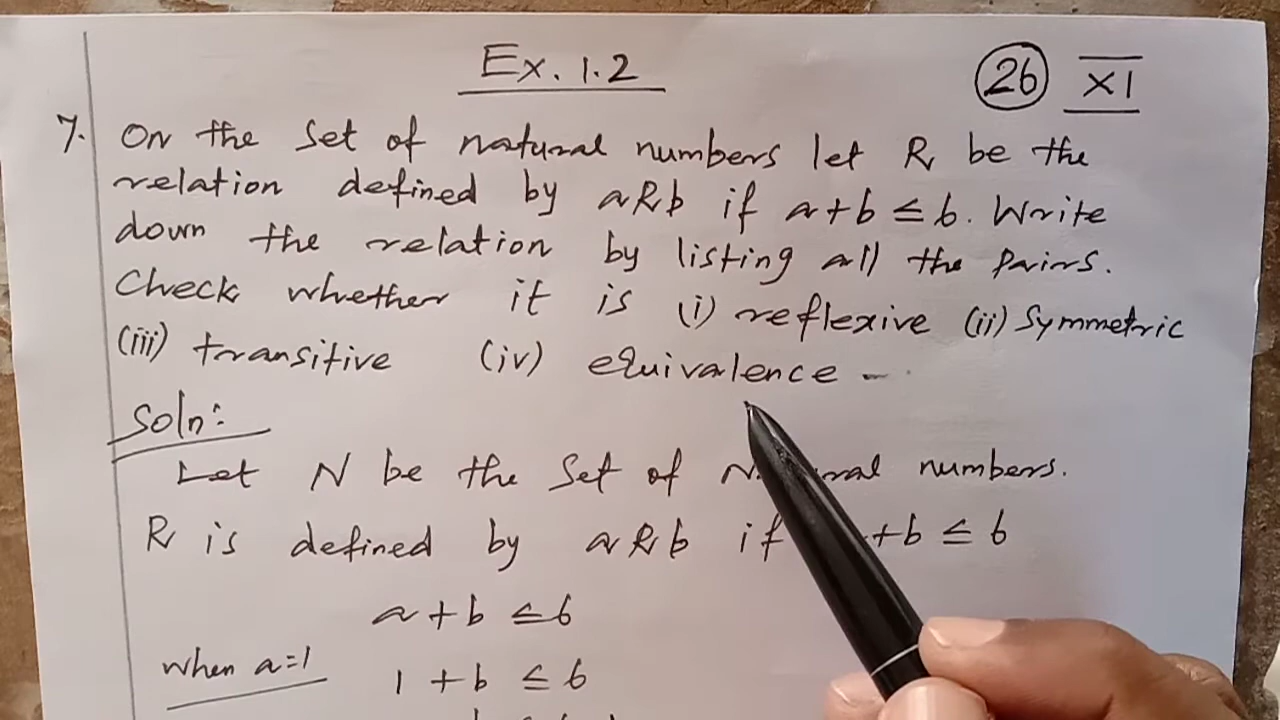 Ex. 1.2
26 XI
7. On the set of natural numbers let R be the
relation defined by aRb if a+b ≤ 6. Write
down the relation by listing all the pairs.
Check whether it is (i) reflexive (ii) Symmetric
(iii) transitive (iv) equivalence
Soln:
Let N be the set of numbers.
R is defined by aRb if +b ≤ 6
a + b ≤ 6
when a=1
1 + b ≤ 6